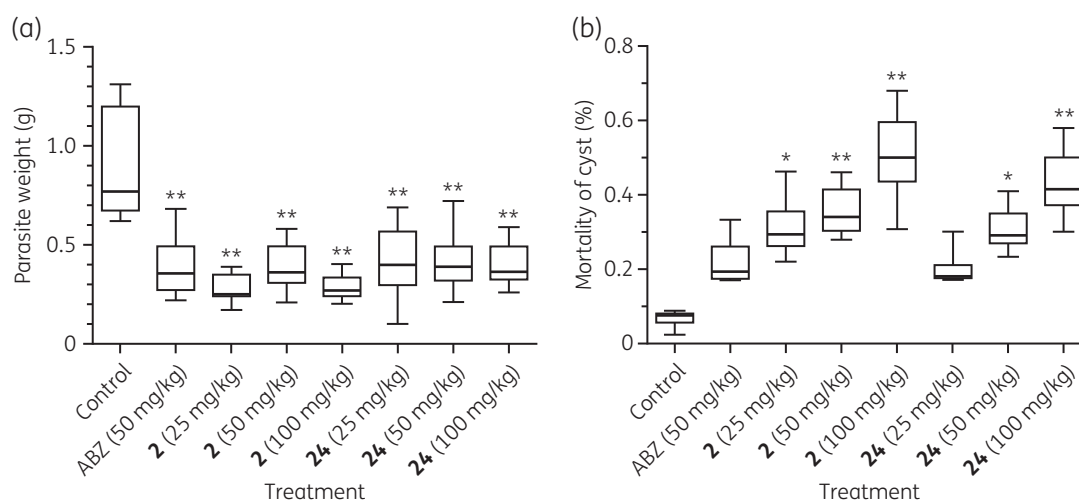 (a)
Parasite weight (g)
1.5
1.0
0.5
0
**
**
**
**
**
**
**
Control
ABZ (50 mg/kg)
2 (25 mg/kg)
2 (50 mg/kg)
2 (100 mg/kg)
24 (25 mg/kg)
24 (50 mg/kg)
24 (100 mg/kg)
Treatment
(b)
Mortality of cyst (%)
0.8
0.6
0.4
0.2
0
*
**
**
*
**
Control
ABZ (50 mg/kg)
2 (25 mg/kg)
2 (50 mg/kg)
2 (100 mg/kg)
24 (25 mg/kg)
24 (50 mg/kg)
24 (100 mg/kg)
Treatment